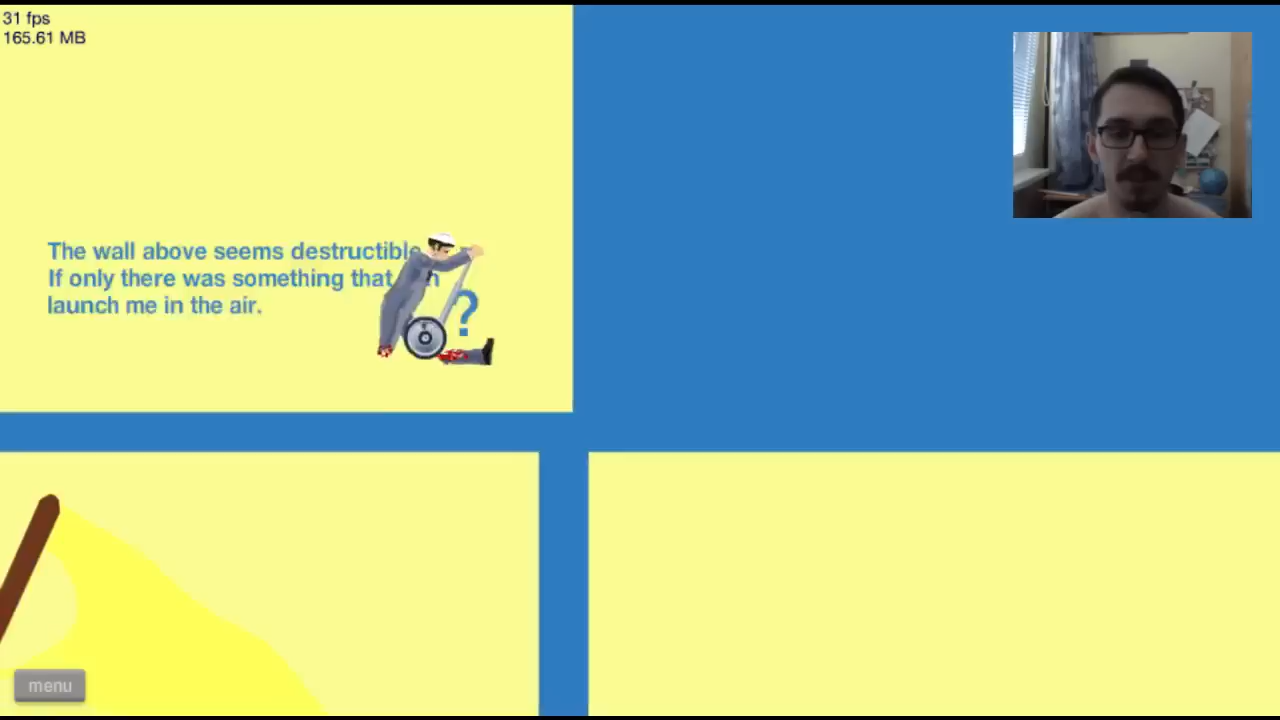 31 fps
165.61 MB
The wall above seems destructible
If only there was something that
launch me in the air.
?
menu